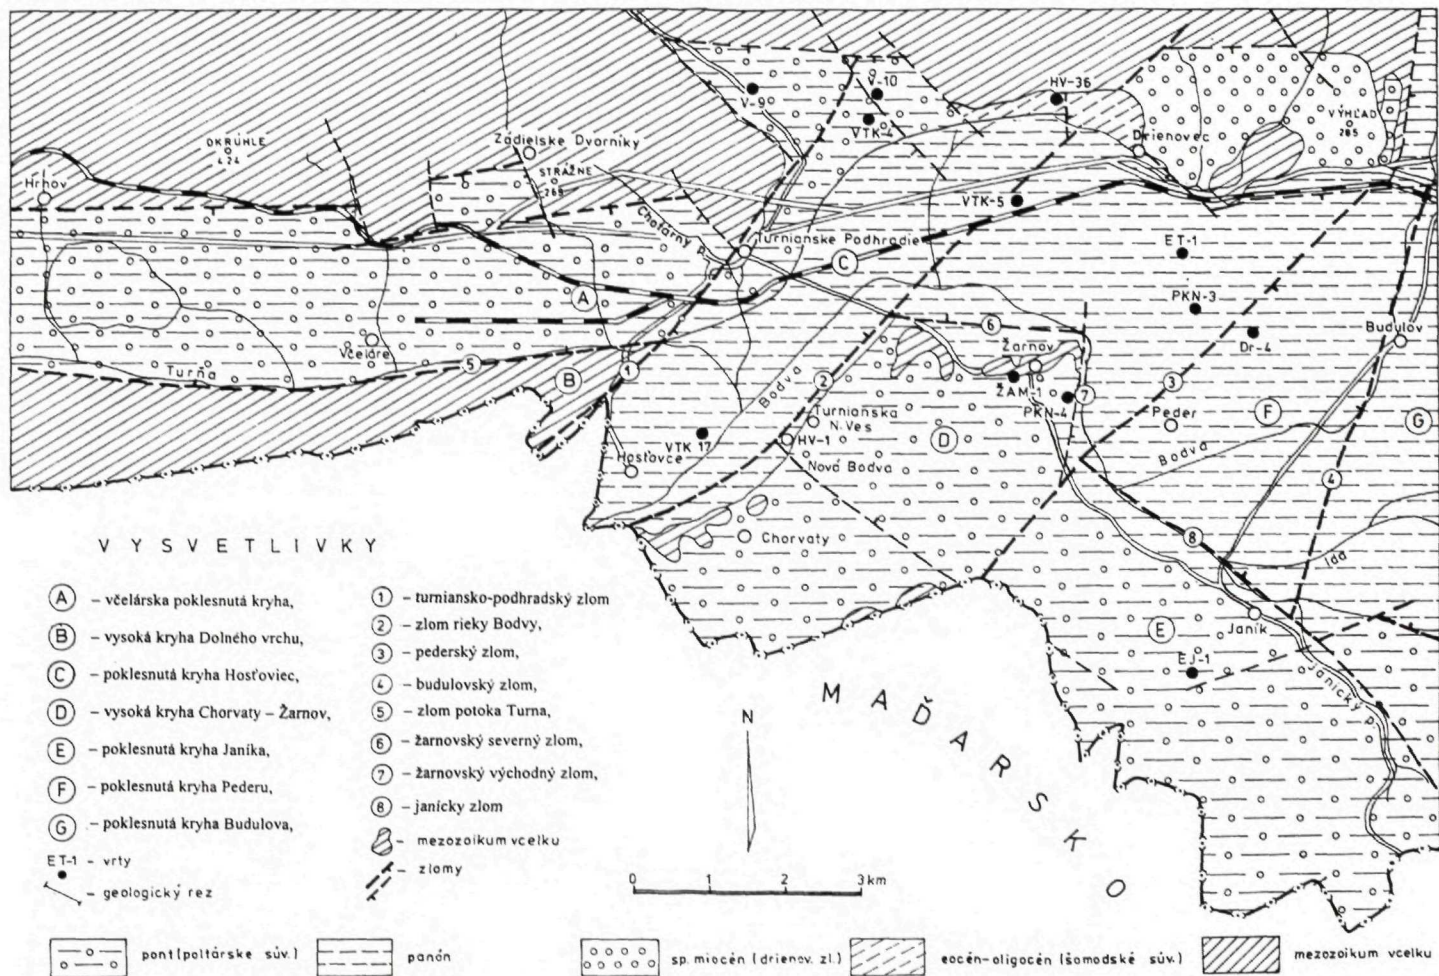 V-9
V-10
VTK-4
HV-36
Drienovec
VÝHĽAD
265
OKRÚHLE
424
Zádielske Dvorníky
STRÁŽNE
Hrhov
Chotárny p.
VTK-5
Turnianske Podhradie
C
ET-1
PKN-3
Dr-4
Budulov
A
6
Včeláre
Žarnov
Turňa
5
B
1
2
Bodva
ŽAM-1
PKN-4
7
3
Peder
F
G
Turnianska
N. Ves
HV-1
D
VTK 17
Hosťovce
Nová Bodva
Bodva
4
Chorvaty
8
Ida
E
Janík
EJ-1
Janický
MAĎARSKO
N
VYSVETLIVKY
A – včelárska poklesnutá kryha,
B – vysoká kryha Dolného vrchu,
C – poklesnutá kryha Hosťoviec,
D – vysoká kryha Chorvaty – Žarnov,
E – poklesnutá kryha Janíka,
F – poklesnutá kryha Pederu,
G – poklesnutá kryha Budulova,
ET-1 – vrty
– geologický rez
1 – turniansko-podhradský zlom
2 – zlom rieky Bodvy,
3 – pederský zlom,
4 – budulovský zlom,
5 – zlom potoka Turna,
6 – žarnovský severný zlom,
7 – žarnovský východný zlom,
8 – janícky zlom
– mezozoikum vcelku
– zlomy
0 1 2 3 km
pont (poltárske súv.)
panón
sp. miocén (drienov. zl.)
eocén-oligocén (šomodské súv.)
mezozoikum vcelku